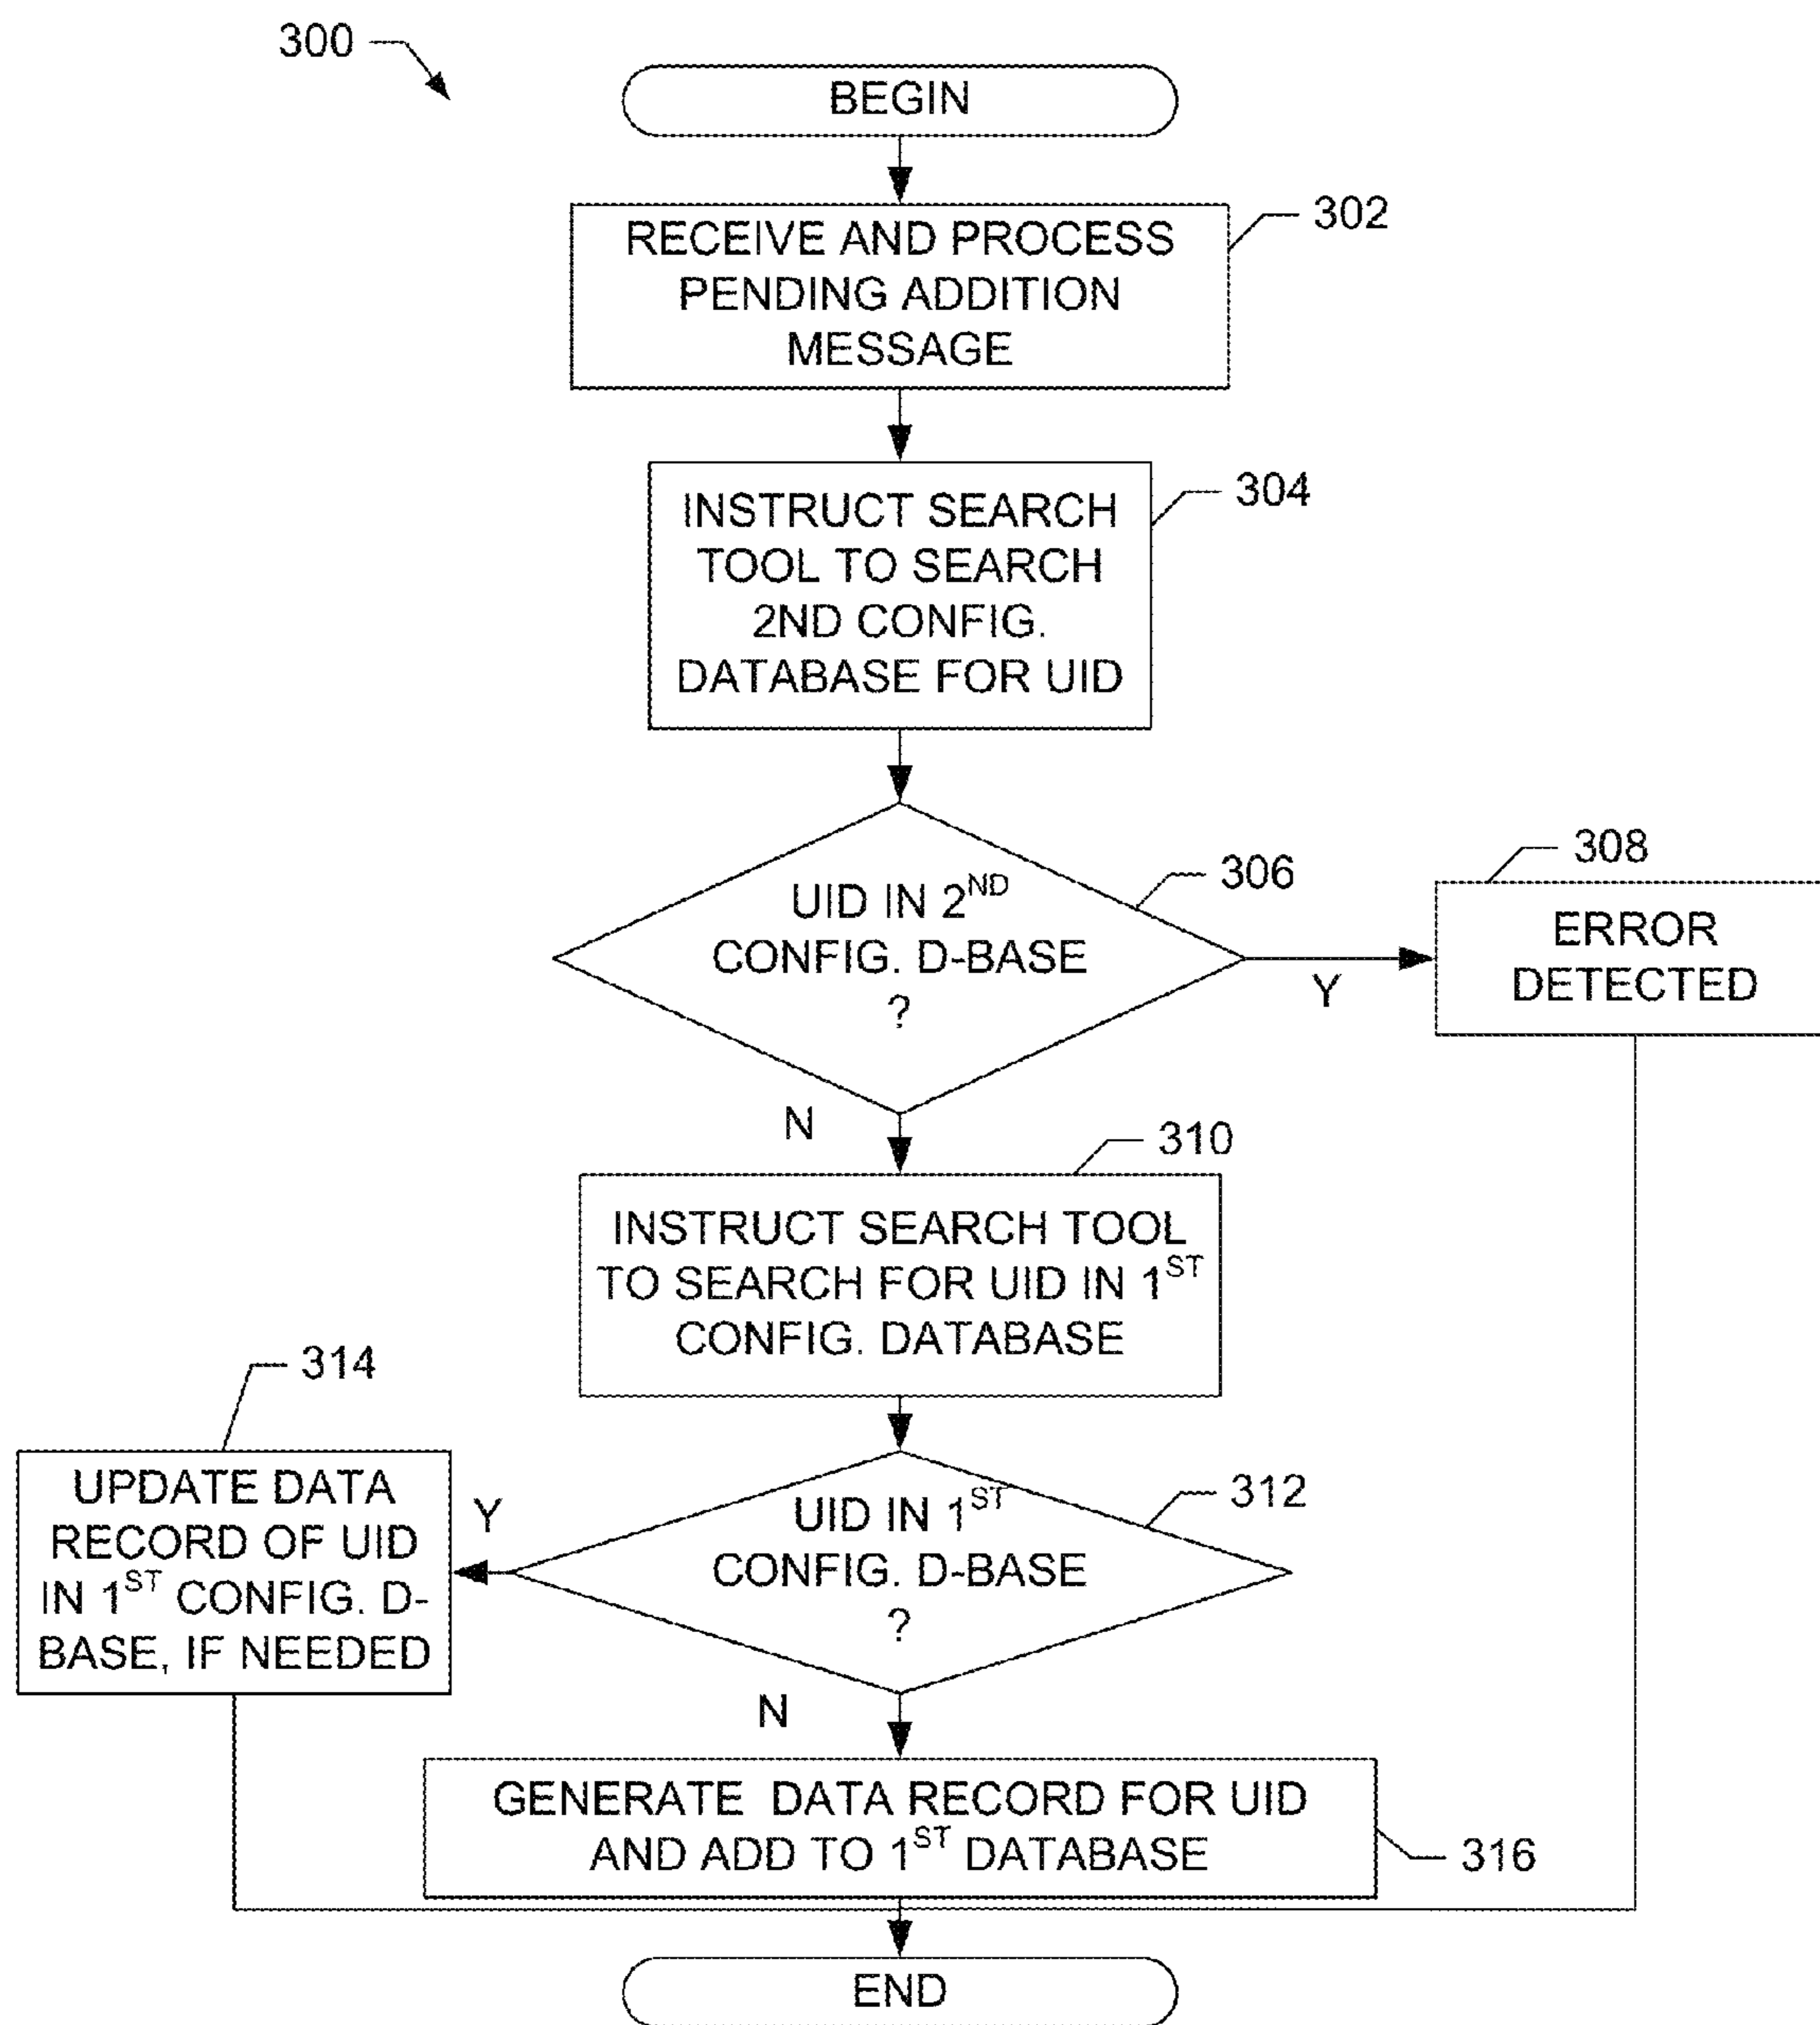 300
BEGIN
RECEIVE AND PROCESS
PENDING ADDITION
MESSAGE
302
INSTRUCT SEARCH
TOOL TO SEARCH
2ND CONFIG.
DATABASE FOR UID
304
UID IN 2ND
CONFIG. D-BASE
?
306
Y
308
ERROR
DETECTED
N
310
INSTRUCT SEARCH TOOL
TO SEARCH FOR UID IN 1ST
CONFIG. DATABASE
UID IN 1ST
CONFIG. D-BASE
?
312
Y
314
UPDATE DATA
RECORD OF UID
IN 1ST CONFIG. D-
BASE, IF NEEDED
N
GENERATE DATA RECORD FOR UID
AND ADD TO 1ST DATABASE
316
END